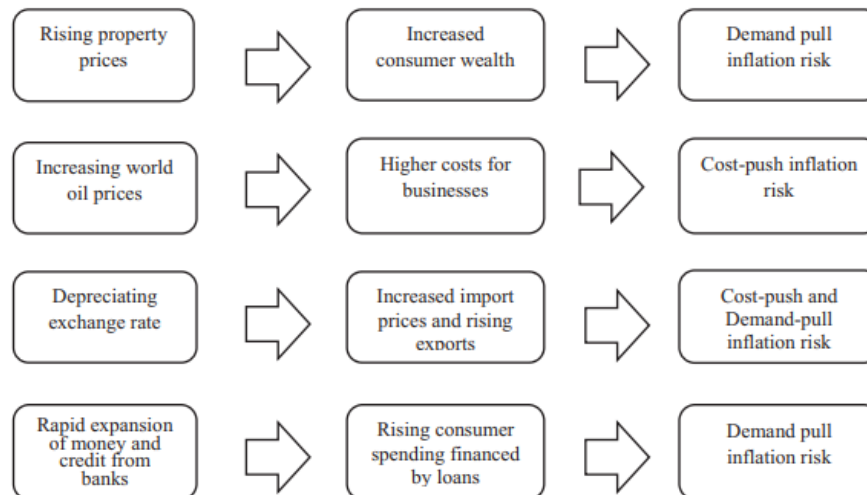 Rising property
prices
Increased
consumer wealth
Demand pull
inflation risk
Increasing world
oil prices
Higher costs for
businesses
Cost-push inflation
risk
Depreciating
exchange rate
Increased import
prices and rising
exports
Cost-push and
Demand-pull
inflation risk
Rapid expansion
of money and
credit from
banks
Rising consumer
spending financed
by loans
Demand pull
inflation risk